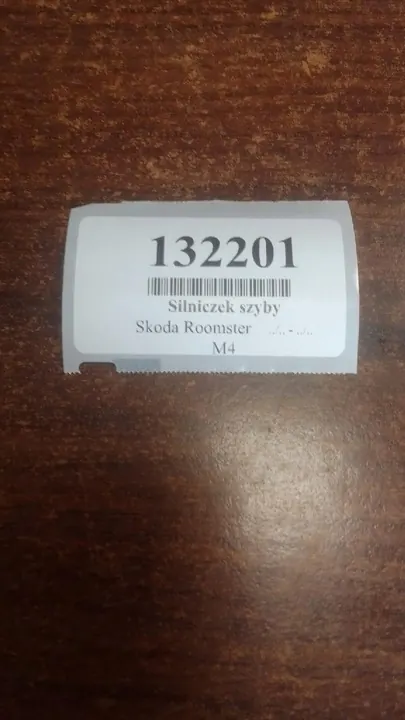 132201
Silniczek szyby
Skoda Roomster ../.. - ../..
M4